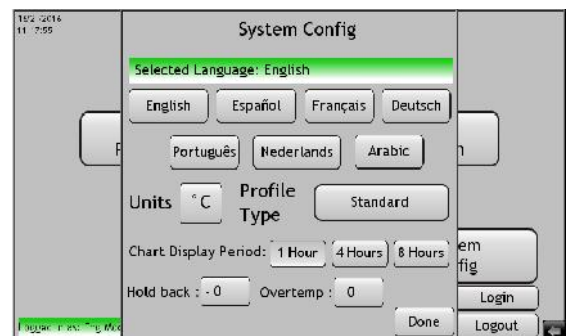 System Config
Selected Language: English
English Español Français Deutsch
Português Nederlands Arabic
Units °C Profile Type Standard
Chart Display Period: 1 Hour 4 Hours 8 Hours
Hold back : - 0 Overtemp : 0
Done
Login
Logout